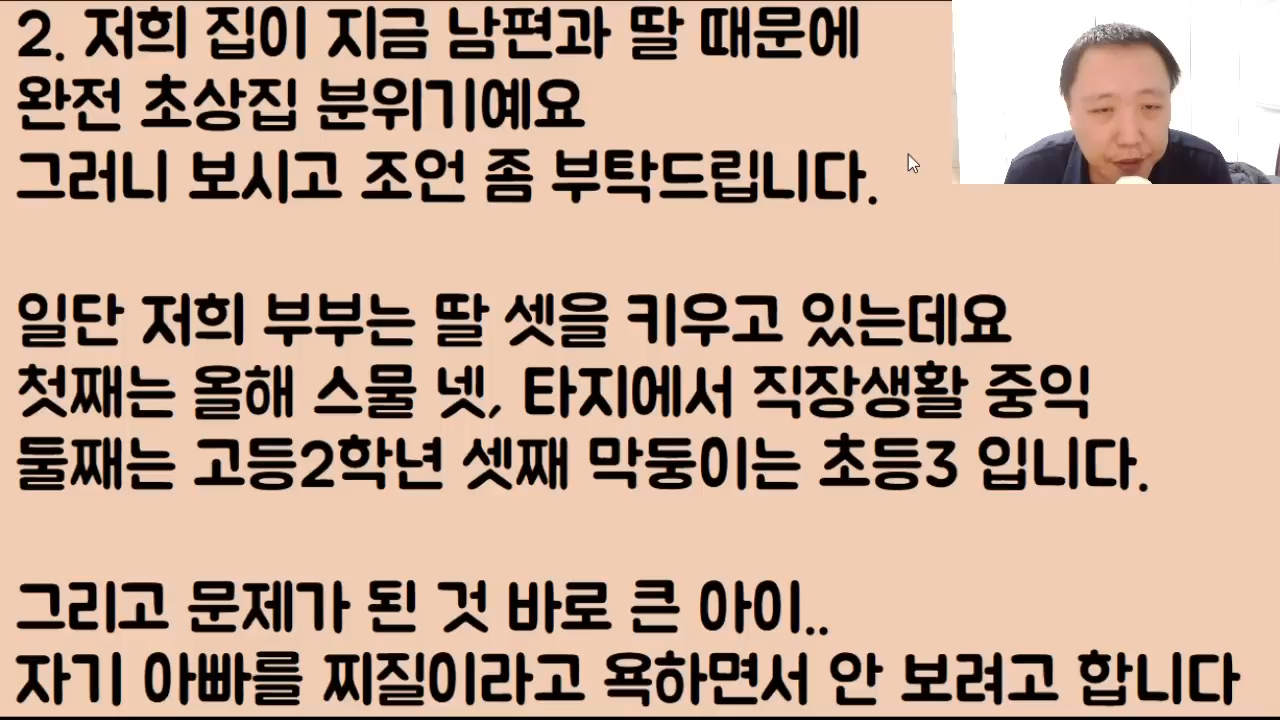 2. 저희 집이 지금 남편과 딸 때문에
완전 초상집 분위기예요
그러니 보시고 조언 좀 부탁드립니다.
일단 저희 부부는 딸 셋을 키우고 있는데요
첫째는 올해 스물 넷, 타지에서 직장생활 중익
둘째는 고등2학년 셋째 막둥이는 초등3 입니다.
그리고 문제가 된 것 바로 큰 아이..
자기 아빠를 찌질이라고 욕하면서 안 보려고 합니다